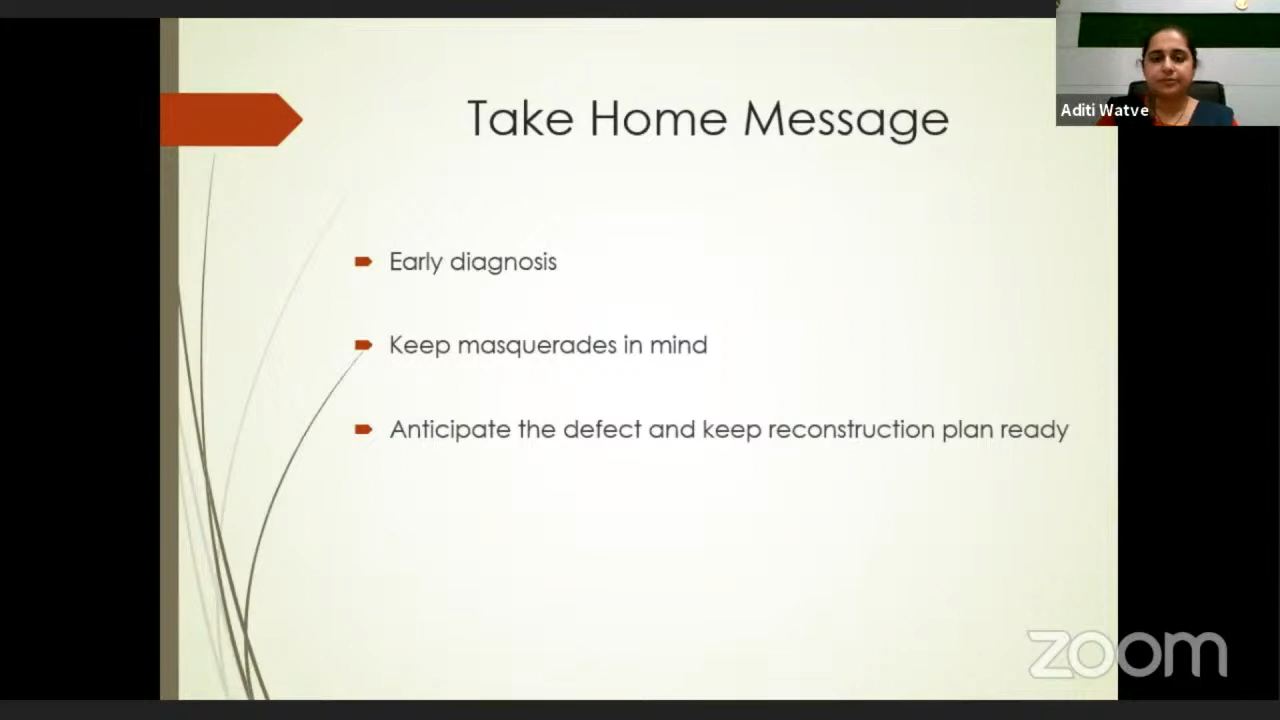 Take Home Message
Aditi Watve
Early diagnosis
Keep masquerades in mind
Anticipate the defect and keep reconstruction plan ready
zoom